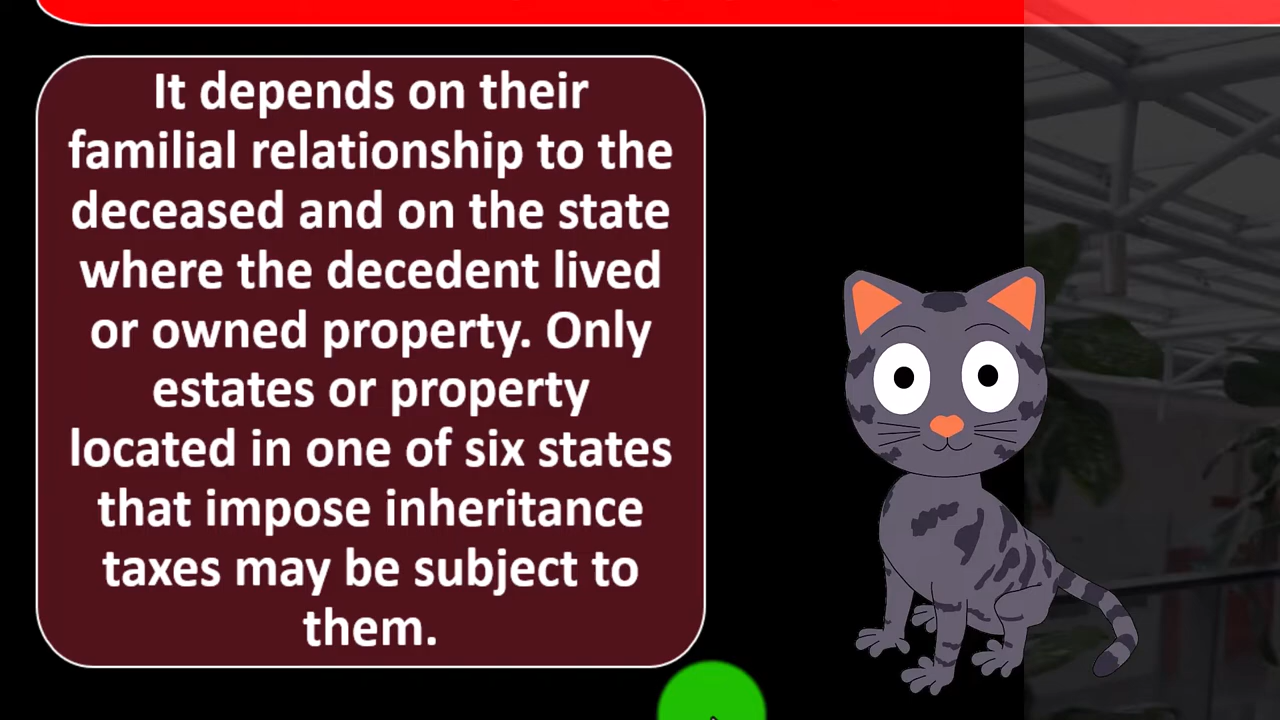 It depends on their
familial relationship to the
deceased and on the state
where the decedent lived
or owned property. Only
estates or property
located in one of six states
that impose inheritance
taxes may be subject to
them.